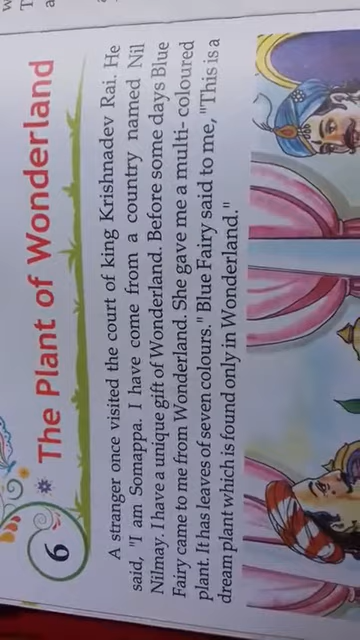 6
The Plant of Wonderland
A stranger once visited the court of king Krishnadev Rai. He
said, "I am Somappa. I have come from a country named Nil
Nilmay. I have a unique gift of Wonderland. Before some days Blue
Fairy came to me from Wonderland. She gave me a multi- coloured
plant. It has leaves of seven colours." Blue Fairy said to me, "This is a
dream plant which is found only in Wonderland."